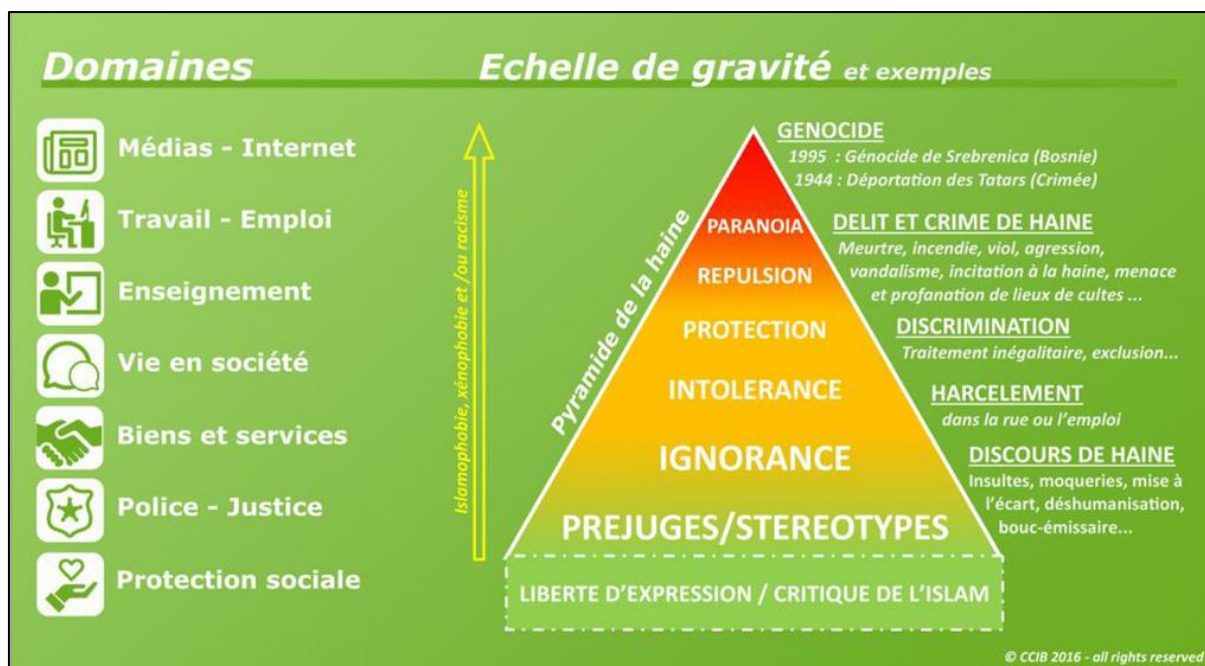 Domaines
Médias - Internet
Travail - Emploi
Enseignement
Vie en société
Biens et services
Police - Justice
Protection sociale
Echelle de gravité et exemples
Islamophobie, xénophobie et /ou racisme
Pyramide de la haine
PARANOIA
REPULSION
PROTECTION
INTOLERANCE
IGNORANCE
PREJUGES/STEREOTYPES
LIBERTE D'EXPRESSION / CRITIQUE DE L'ISLAM
GENOCIDE
1995 : Génocide de Srebrenica (Bosnie)
1944 : Déportation des Tatars (Crimée)
DELIT ET CRIME DE HAINE
Meurtre, incendie, viol, agression,
vandalisme, incitation à la haine, menace
et profanation de lieux de cultes ...
DISCRIMINATION
Traitement inégalitaire, exclusion...
HARCELEMENT
dans la rue ou l'emploi
DISCOURS DE HAINE
Insultes, moqueries, mise à
l'écart, déshumanisation,
bouc-émissaire...
© CCIB 2016 - all rights reserved